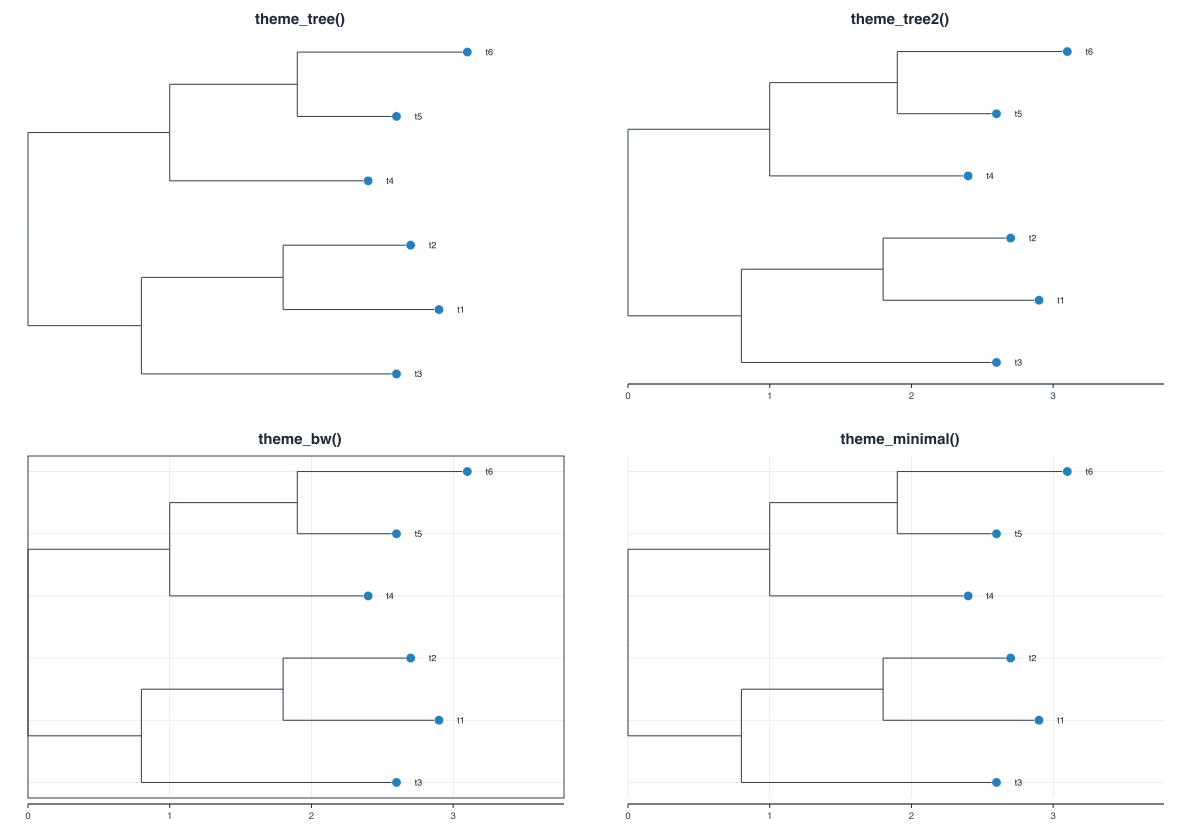 theme_tree()
t6
t5
t4
t2
t1
t3
theme_tree2()
t6
t5
t4
t2
t1
t3
0 1 2 3
theme_bw()
t6
t5
t4
t2
t1
t3
0 1 2 3
theme_minimal()
t6
t5
t4
t2
t1
t3
0 1 2 3